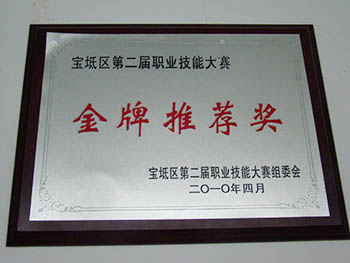 宝坻区第二届职业技能大赛
金牌推荐奖
宝坻区第二届职业技能大赛组委会
二〇一〇年四月